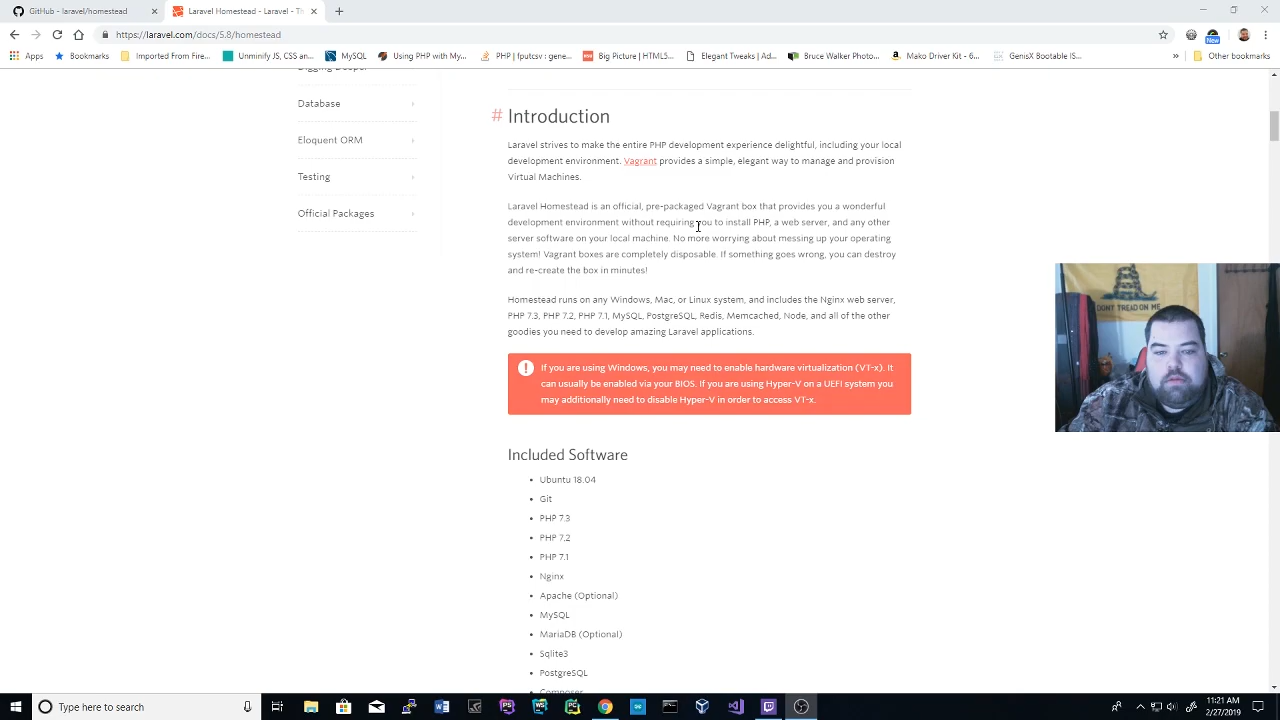 GitHub - laravel/homestead
Laravel Homestead - Laravel - Th
https://laravel.com/docs/5.8/homestead
New
Apps
Bookmarks
Imported From Fir...
Unminify JS, CSS an...
MySQL
Using PHP with My...
PHP | fputscsv : gene...
Big Picture | HTML5...
Elegant Tweaks | Ad...
Bruce Walker Phot...
Mako Driver Kit - 6...
GenisX Bootable IS...
»
Other bookmarks
Database
Eloquent ORM
Testing
Official Packages
# Introduction
Laravel strives to make the entire PHP development experience delightful, including your local
development environment. Vagrant provides a simple, elegant way to manage and provision
Virtual Machines.
Laravel Homestead is an official, pre-packaged Vagrant box that provides you a wonderful
development environment without requiring you to install PHP, a web server, and any other
server software on your local machine. No more worrying about messing up your operating
system! Vagrant boxes are completely disposable. If something goes wrong, you can destroy
and re-create the box in minutes!
Homestead runs on any Windows, Mac, or Linux system, and includes the Nginx web server,
PHP 7.3, PHP 7.2, PHP 7.1, MySQL, PostgreSQL, Redis, Memcached, Node, and all of the other
goodies you need to develop amazing Laravel applications.
If you are using Windows, you may need to enable hardware virtualization (VT-x). It
can usually be enabled via your BIOS. If you are using Hyper-V on a UEFI system you
may additionally need to disable Hyper-V in order to access VT-x.
Included Software
Ubuntu 18.04
Git
PHP 7.3
PHP 7.2
PHP 7.1
Nginx
Apache (Optional)
MySQL
MariaDB (Optional)
Sqlite3
PostgreSQL
Composer
DONT TREAD ON ME
Type here to search
PS
WS
PC
11:21 AM
2/27/2019